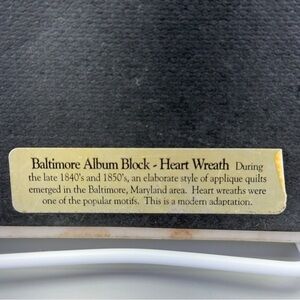 Baltimore Album Block - Heart Wreath During
the late 1840's and 1850's, an elaborate style of applique quilts
emerged in the Baltimore, Maryland area. Heart wreaths were
one of the popular motifs. This is a modern adaptation.